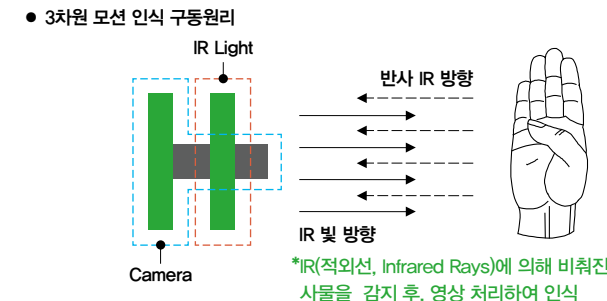 ● 3차원 모션 인식 구동원리
IR Light
반사 IR 방향
IR 빛 방향
Camera
*IR(적외선, Infrared Rays)에 의해 비춰진
사물을 감지 후, 영상 처리하여 인식